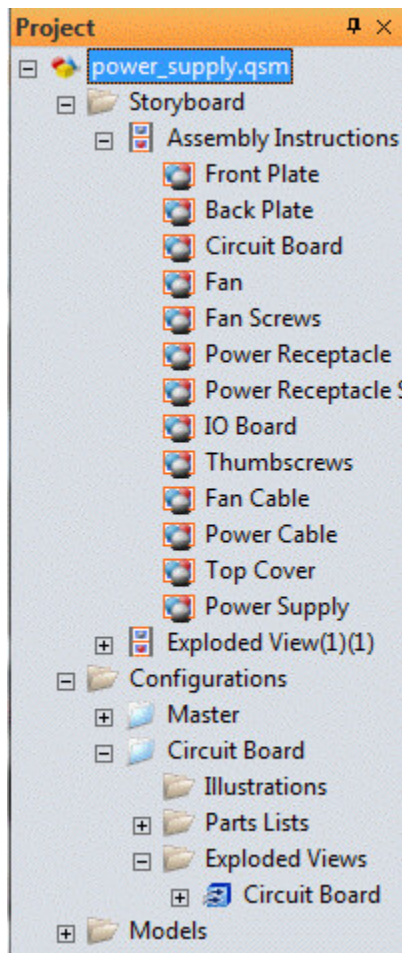 Project
power_supply.qsm
Storyboard
Assembly Instructions
Front Plate
Back Plate
Circuit Board
Fan
Fan Screws
Power Receptacle
Power Receptacle S
IO Board
Thumbscrews
Fan Cable
Power Cable
Top Cover
Power Supply
Exploded View(1)(1)
Configurations
Master
Circuit Board
Illustrations
Parts Lists
Exploded Views
Circuit Board
Models